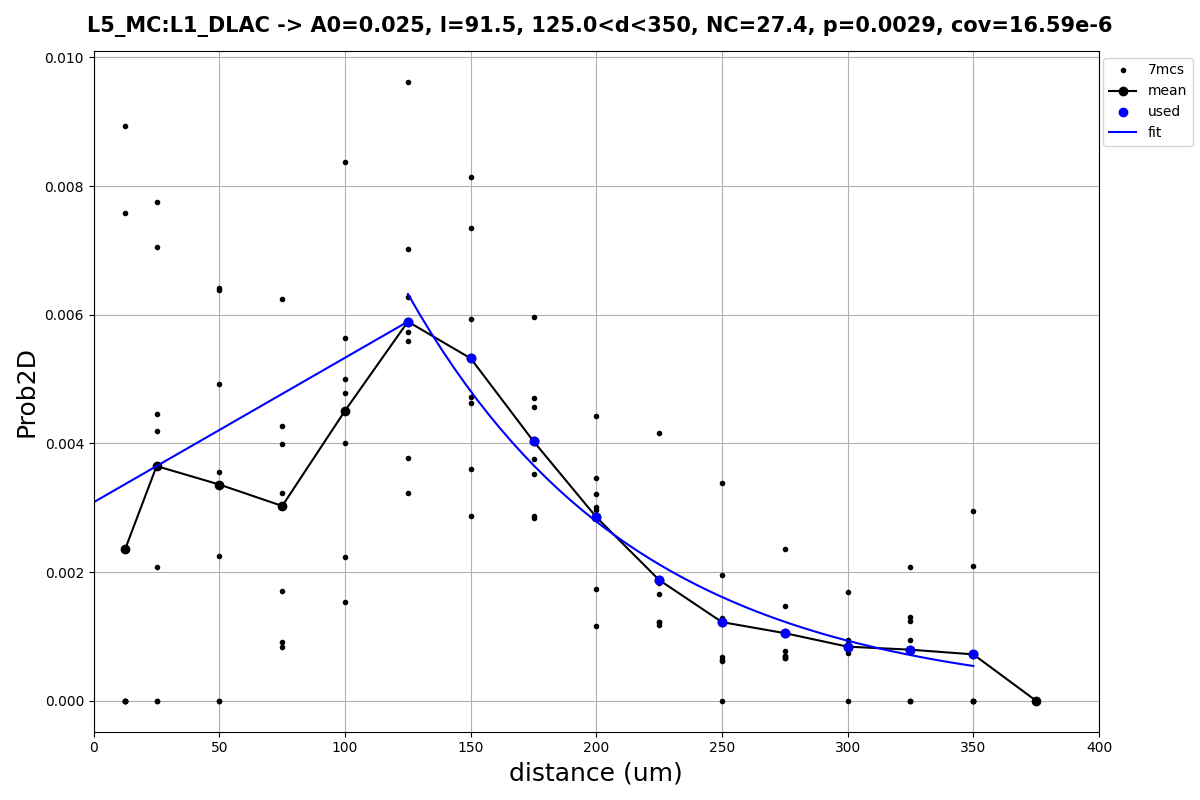 L5_MC:L1_DLAC -> A0=0.025, l=91.5, 125.0<d<350, NC=27.4, p=0.0029, cov=16.59e-6
0.010
0.008
0.006
0.004
0.002
0.000
Prob2D
0 50 100 150 200 250 300 350 400
distance (um)
7mcs
mean
used
fit